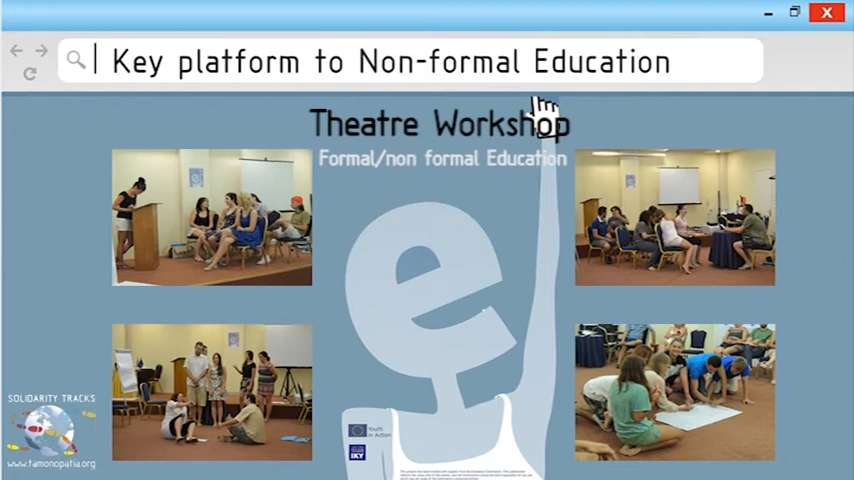 Key platform to Non-formal Education
Theatre Workshop
Formal/non formal Education
SOLIDARITY TRACKS
www.tamonopatia.org
Youth
in Action
IKY